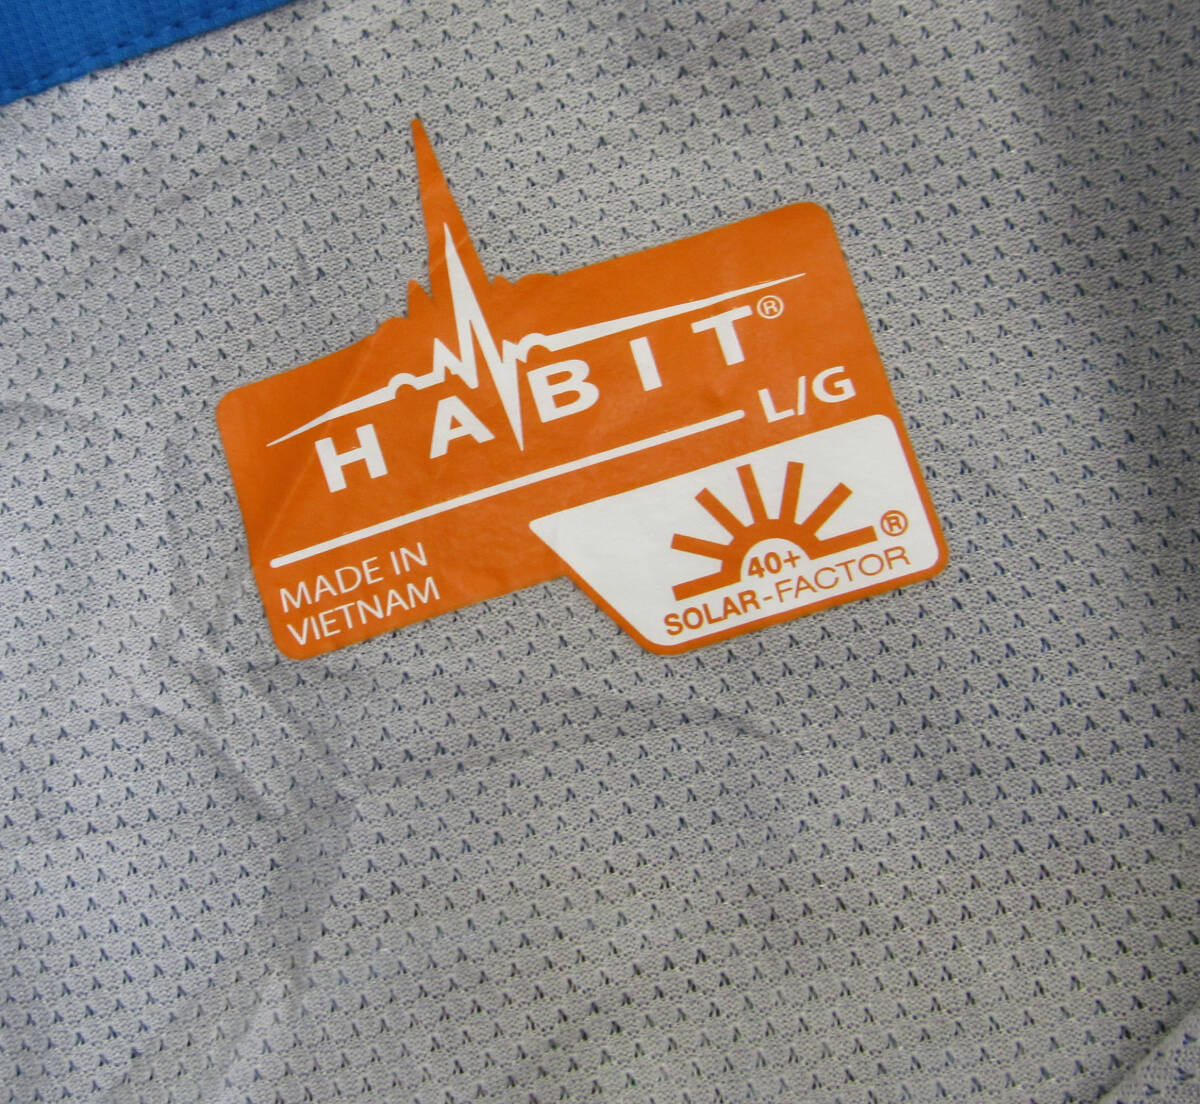 HABIT®
L/G
MADE IN
VIETNAM
40+ ®
SOLAR-FACTOR